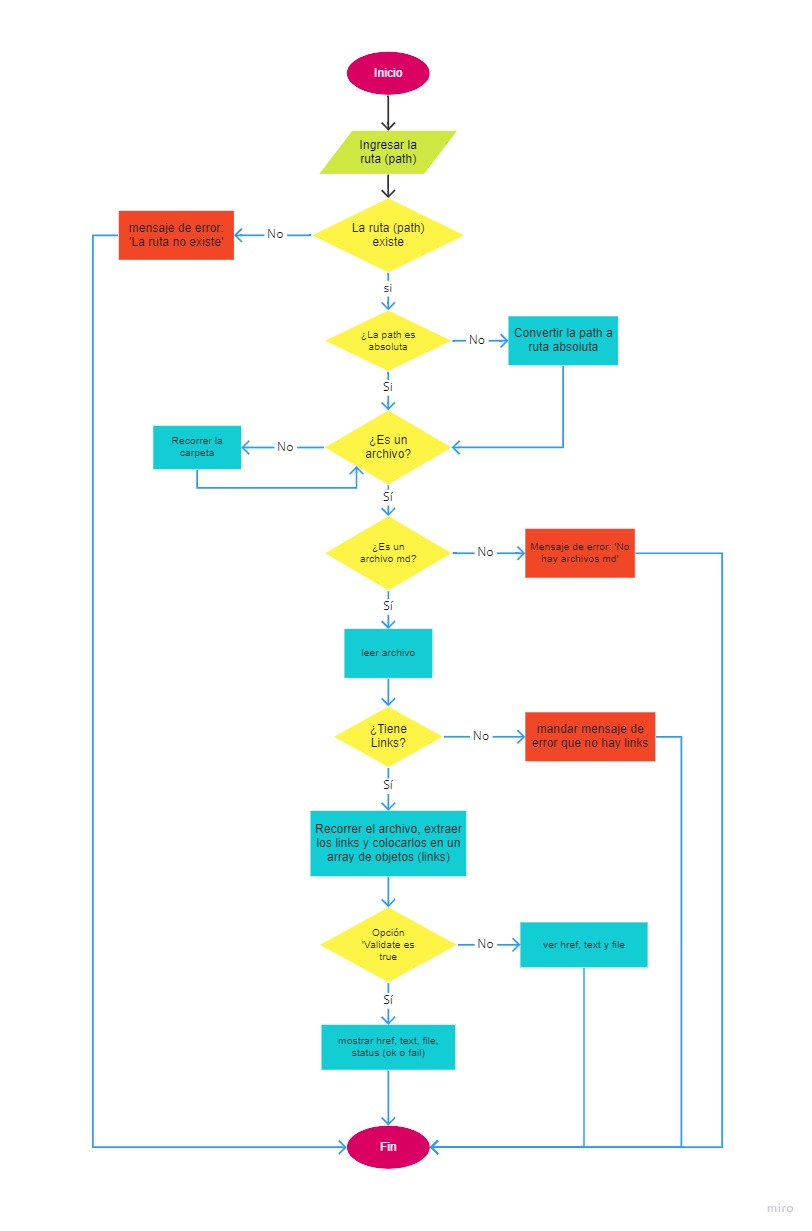 Inicio
Ingresar la
ruta (path)
La ruta (path)
existe
No
mensaje de error:
'La ruta no existe'
si
¿La path es
absoluta
No
Convertir la path a
ruta absoluta
Si
¿Es un
archivo?
No
Recorrer la
carpeta
Sí
¿Es un
archivo md?
No
Mensaje de error: 'No
hay archivos md'
Sí
leer archivo
¿Tiene
Links?
No
mandar mensaje de
error que no hay links
Sí
Recorrer el archivo, extraer
los links y colocarlos en un
array de objetos (links)
Opción
'Validate es
true
No
ver href, text y file
Sí
mostrar href, text, file,
status (ok o fail)
Fin
miro